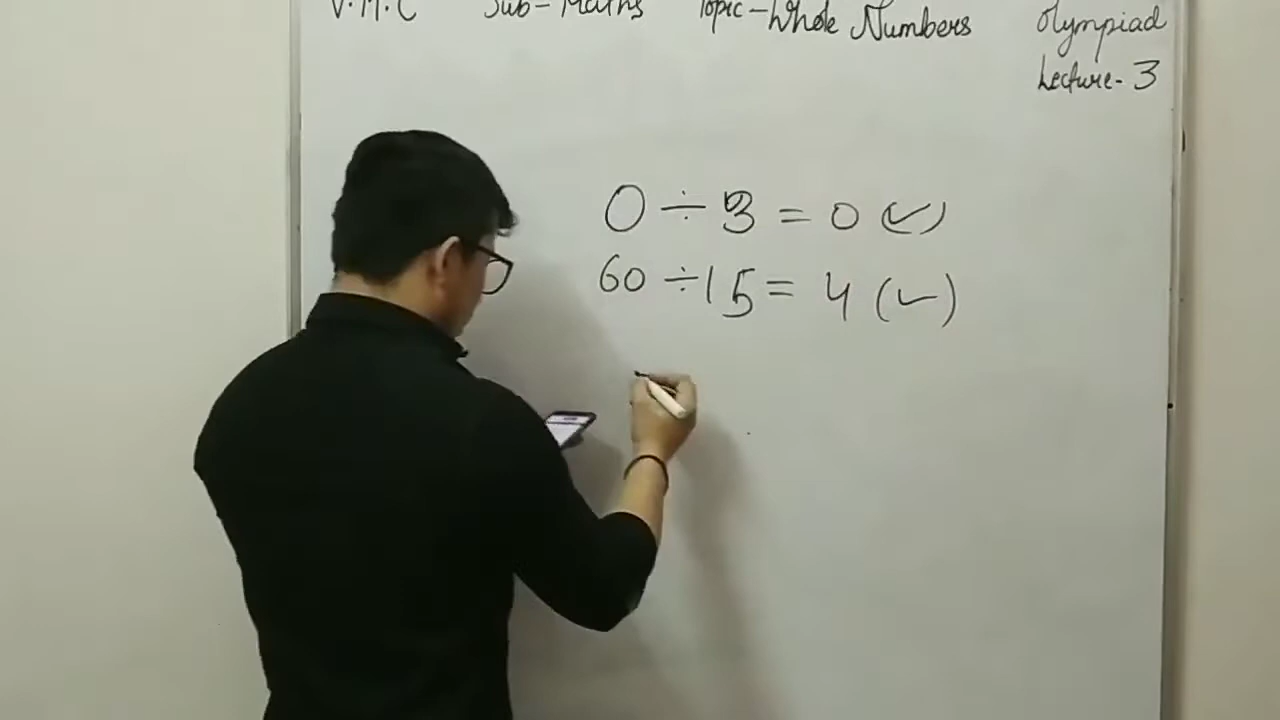 V.M.C Sub-Maths Topic-Whole Numbers Olympiad
Lecture-3
0÷3=0(✓)
60÷15=4(✓)